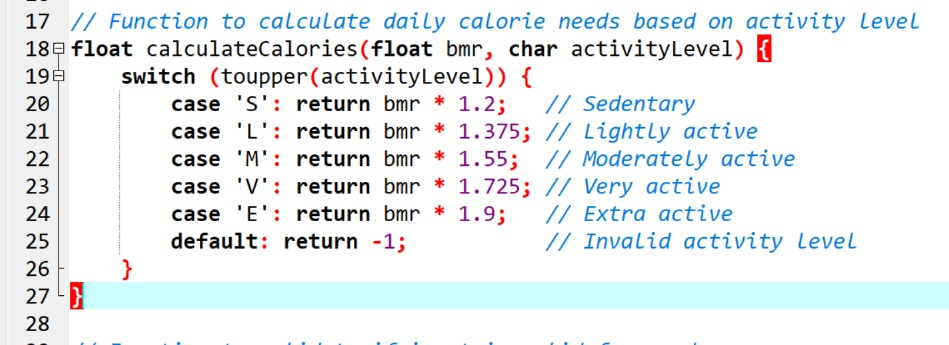 17 // Function to calculate daily calorie needs based on activity level
18 float calculateCalories(float bmr, char activityLevel) {
19     switch (toupper(activityLevel)) {
20         case 'S': return bmr * 1.2;   // Sedentary
21         case 'L': return bmr * 1.375; // Lightly active
22         case 'M': return bmr * 1.55;  // Moderately active
23         case 'V': return bmr * 1.725; // Very active
24         case 'E': return bmr * 1.9;   // Extra active
25         default: return -1;           // Invalid activity level
26     }
27 }
28